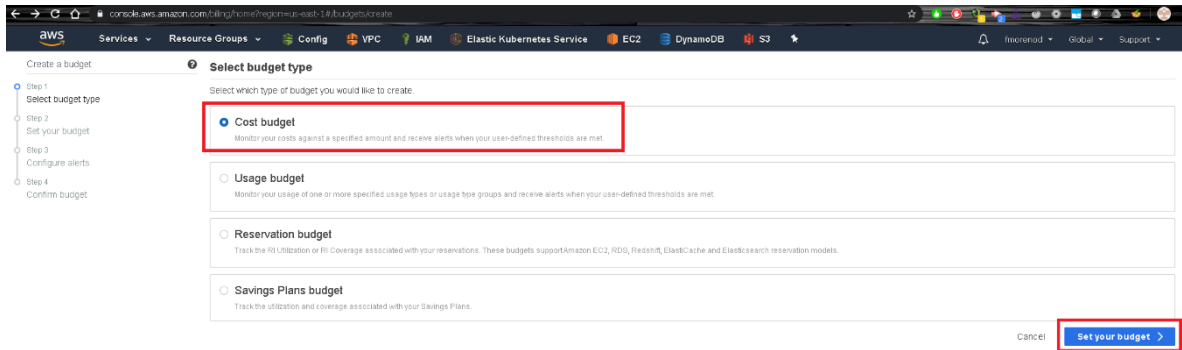 console.aws.amazon.com/billing/home?region=us-east-1#/budgets/create
aws Services Resource Groups Config VPC IAM Elastic Kubernetes Service EC2 DynamoDB S3 fmorenod Global Support
Create a budget
Step 1
Select budget type
Step 2
Set your budget
Step 3
Configure alerts
Step 4
Confirm budget
Select budget type
Select which type of budget you would like to create.
Cost budget
Monitor your costs against a specified amount and receive alerts when your user-defined thresholds are met.
Usage budget
Monitor your usage of one or more specified usage types or usage type groups and receive alerts when your user-defined thresholds are met.
Reservation budget
Track the RI Utilization or RI Coverage associated with your reservations. These budgets support Amazon EC2, RDS, Redshift, ElastiCache and Elasticsearch reservation models.
Savings Plans budget
Track the utilization and coverage associated with your Savings Plans.
Cancel Set your budget